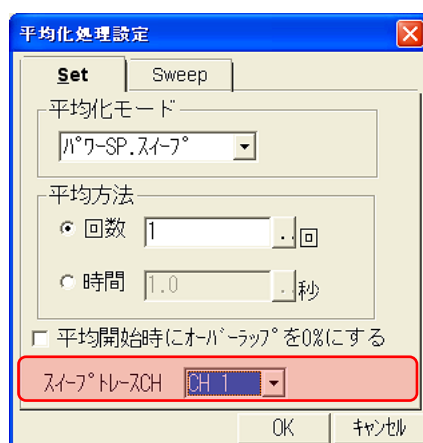 平均化処理設定
Set Sweep
平均化モード
ﾊﾟﾜｰSP.ｽｲｰﾌﾟ
平均方法
回数 1 .. 回
時間 1.0 .. 秒
平均開始時にｵｰﾊﾞｰﾗｯﾌﾟを0%にする
ｽｲｰﾌﾟﾄﾚｰｽCH CH 1
OK ｷｬﾝｾﾙ